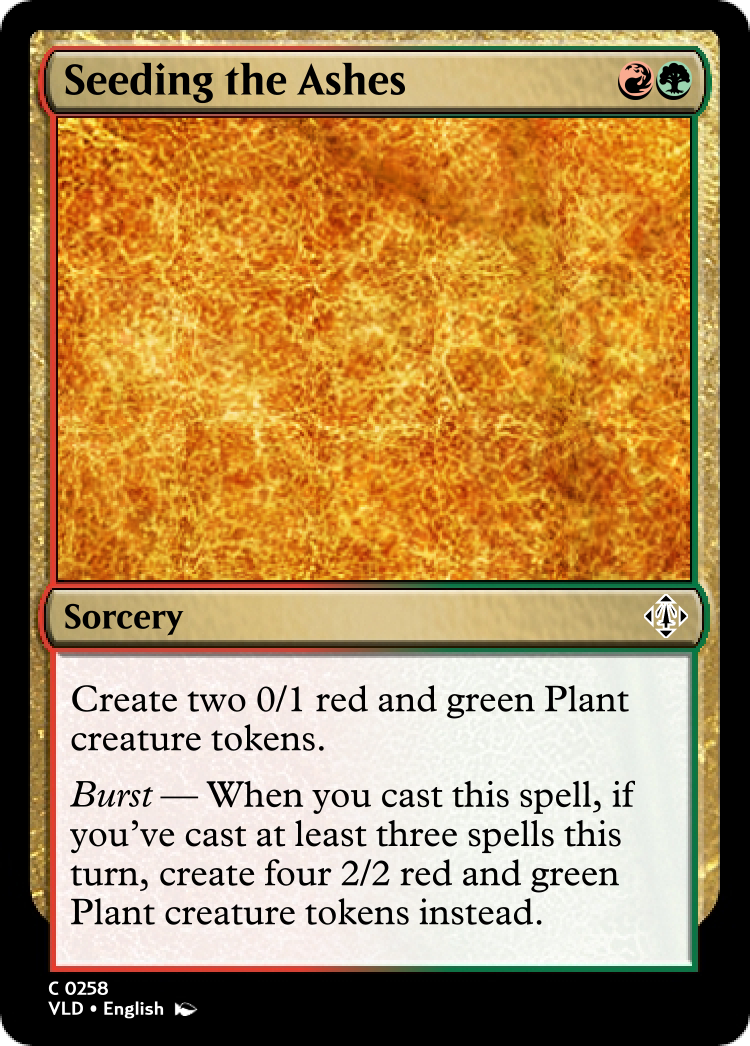 Seeding the Ashes
Sorcery
Create two 0/1 red and green Plant
creature tokens.
Burst — When you cast this spell, if
you’ve cast at least three spells this
turn, create four 2/2 red and green
Plant creature tokens instead.
C 0258
VLD • English